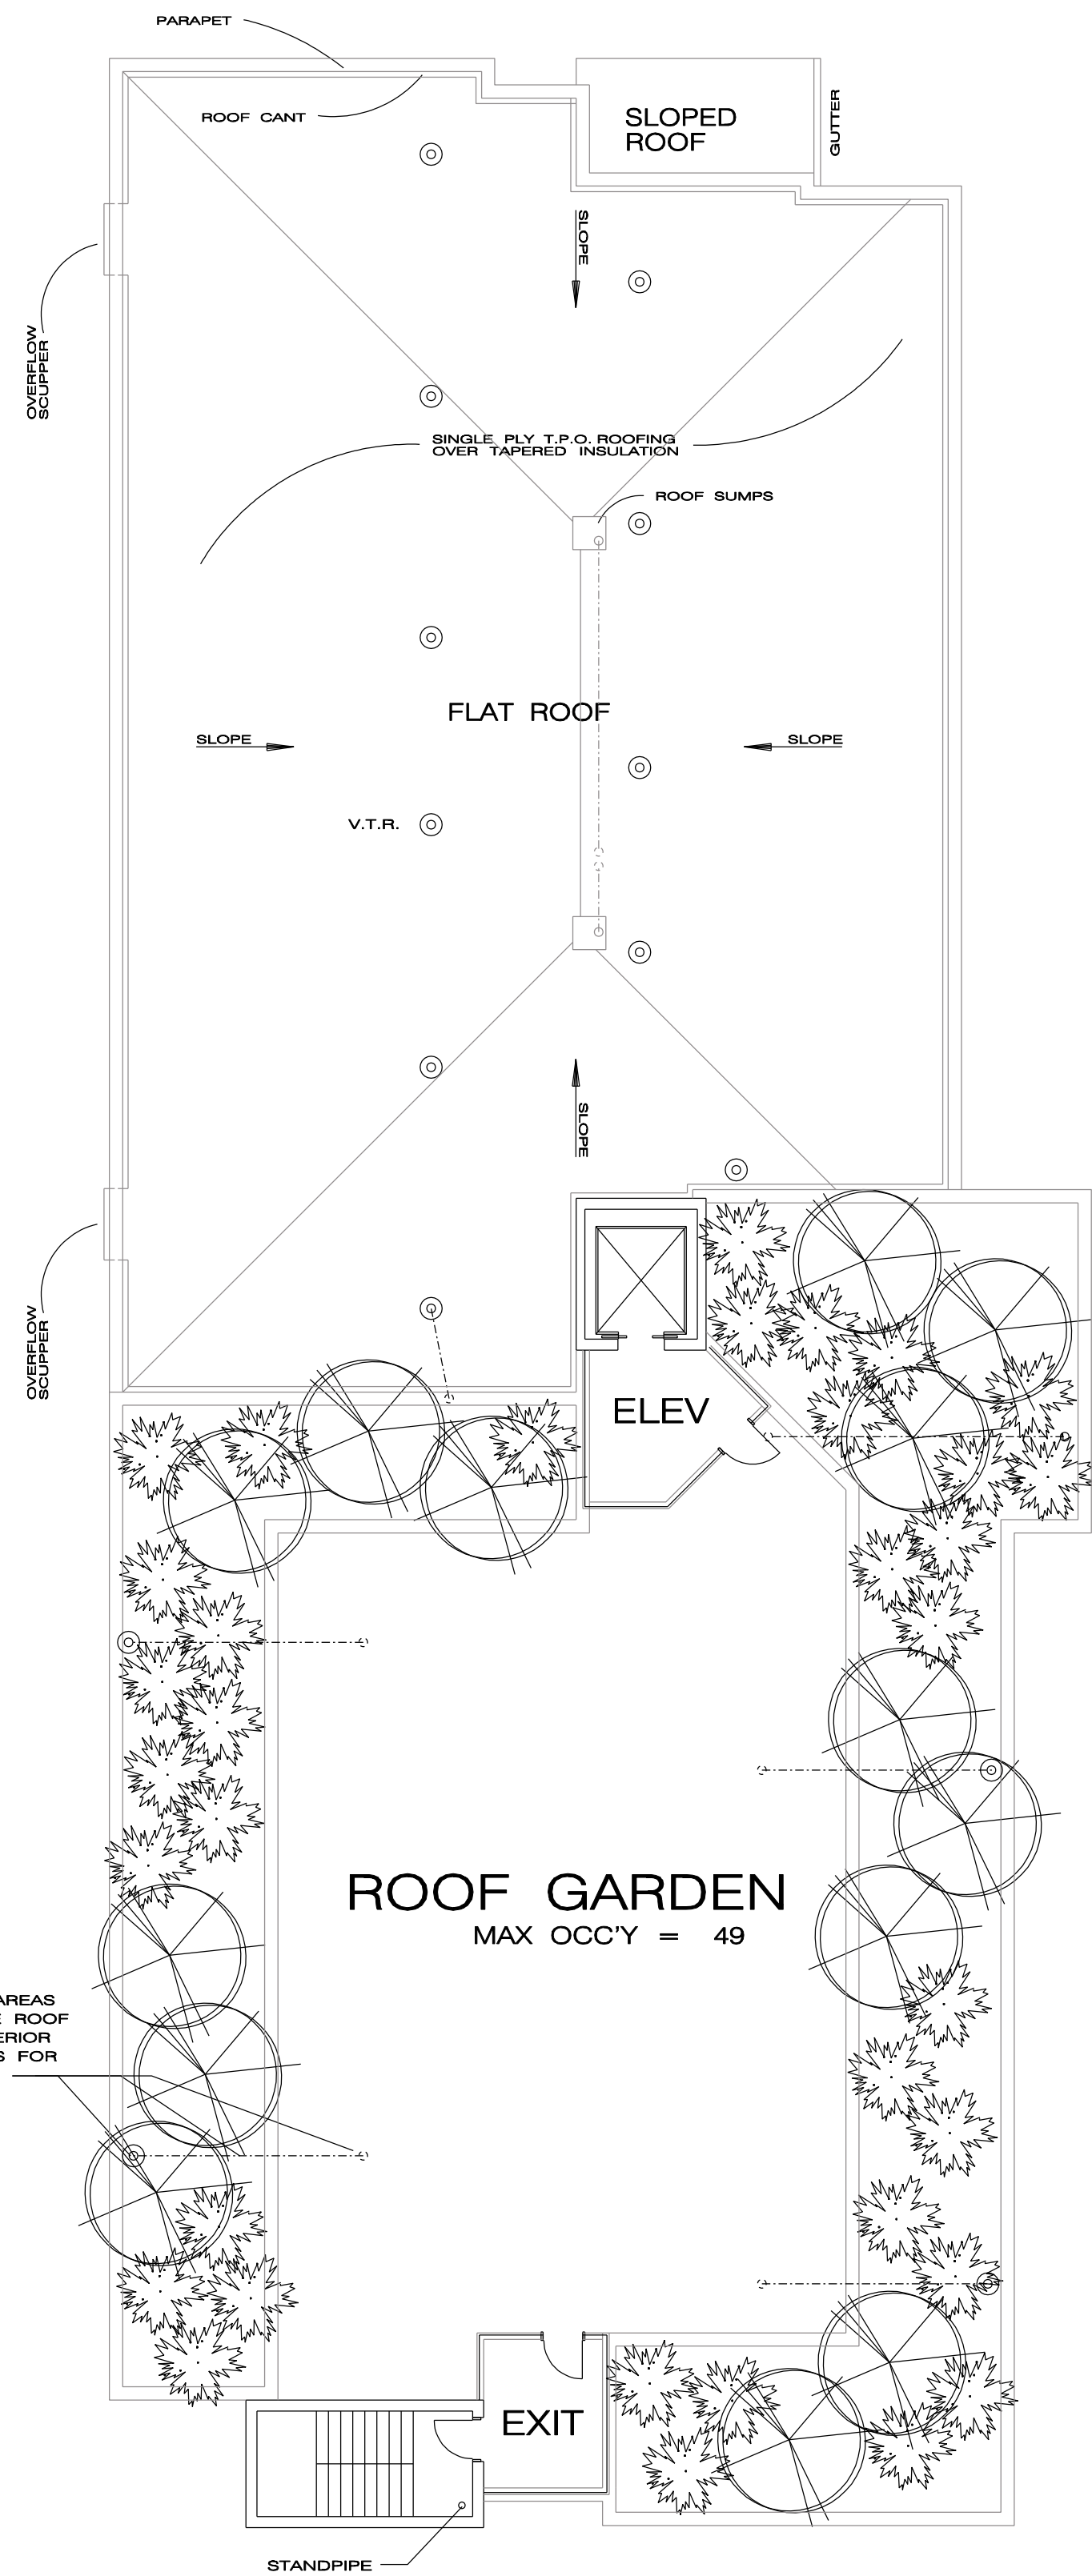 PARAPET
ROOF CANT
SLOPED
ROOF
GUTTER
SLOPE
OVERFLOW
SCUPPER
SINGLE PLY T.P.O. ROOFING
OVER TAPERED INSULATION
ROOF SUMPS
FLAT ROOF
SLOPE
SLOPE
V.T.R.
SLOPE
OVERFLOW
SCUPPER
ELEV
ROOF GARDEN
MAX OCC'Y = 49
AREAS
ROOF
ERIOR
S FOR
EXIT
STANDPIPE